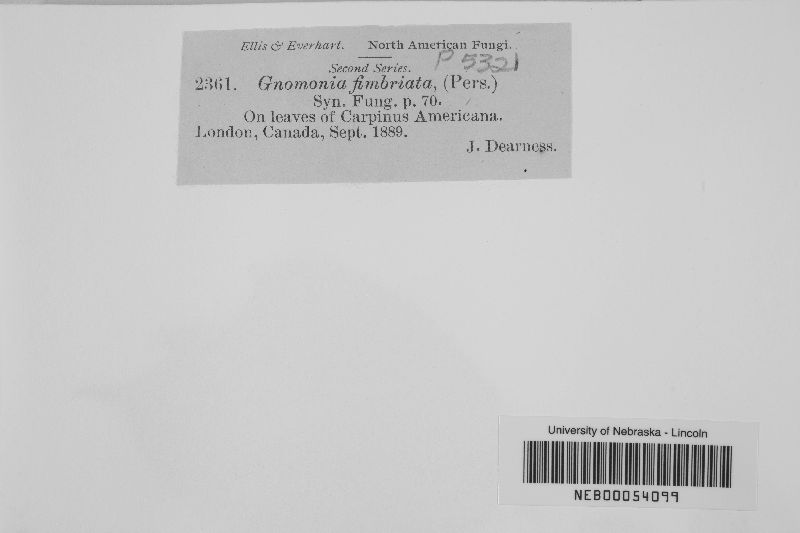 Ellis & Everhart. North American Fungi.
P 5321
Second Series.
2361. Gnomonia fimbriata, (Pers.)
Syn. Fung. p. 70.
On leaves of Carpinus Americana.
London, Canada, Sept. 1889.
J. Dearness.
University of Nebraska - Lincoln
NEB00054099